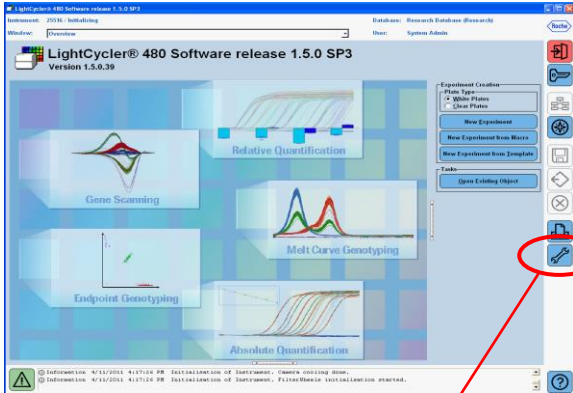 LightCycler® 480 Software release 1.5.0 SP3
Instrument: 25516 / Initializing
Database: Research Database (Research)
Window: Overview
User: System Admin
Roche
LightCycler® 480 Software release 1.5.0 SP3
Version 1.5.0.39
Relative Quantification
Gene Scanning
Melt Curve Genotyping
Endpoint Genotyping
Absolute Quantification
Experiment Creation
Plate Type
White Plates
Clear Plates
New Experiment
New Experiment from Macro
New Experiment from Template
Tasks
Open Existing Object
Information 4/11/2011 4:17:26 PM Initialization of Instrument. Camera cooling done.
Information 4/11/2011 4:17:26 PM Initialization of Instrument. FilterWheels initialization started.